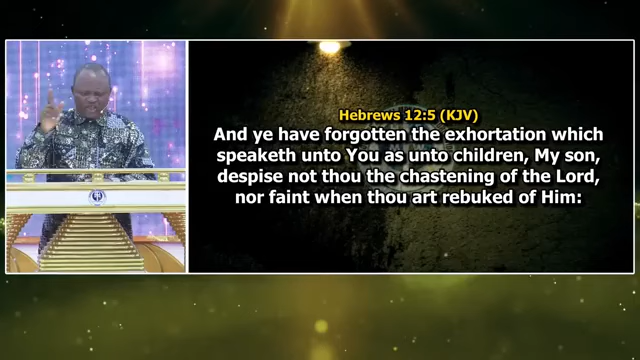 Hebrews 12:5 (KJV)
And ye have forgotten the exhortation which
speaketh unto You as unto children, My son,
despise not thou the chastening of the Lord,
nor faint when thou art rebuked of Him: